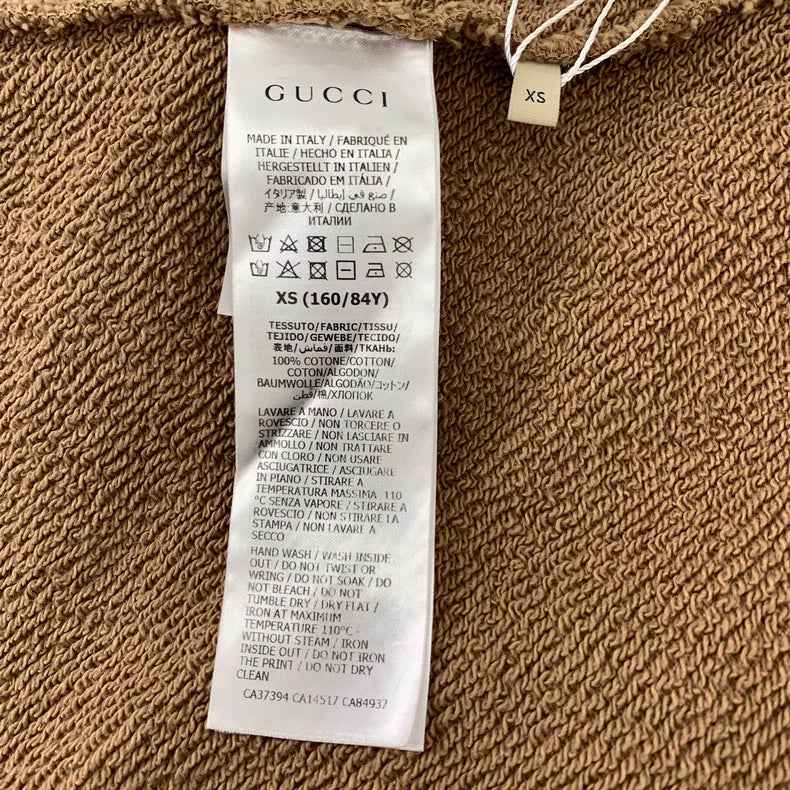 GUCCI
XS
MADE IN ITALY / FABRIQUÉ EN
ITALIE / HECHO EN ITALIA /
HERGESTELLT IN ITALIEN /
FABRICADO EM ITÁLIA /
イタリア製 / صنع في إيطاليا /
产地:意大利 / СДЕЛАНО В
ИТАЛИИ
XS (160/84Y)
TESSUTO/FABRIC/TISSU/
TEJIDO/GEWEBE/TECIDO/
表地/قماش/面料/ТКАНЬ:
100% COTONE/COTTON/
COTON/ALGODON/
BAUMWOLLE/ALGODÃO/コットン/
قطن/棉/ХЛОПОК
LAVARE A MANO / LAVARE A
ROVESCIO / NON TORCERE O
STRIZZARE / NON LASCIARE IN
AMMOLLO / NON TRATTARE
CON CLORO / NON USARE
ASCIUGATRICE / ASCIUGARE
IN PIANO / STIRARE A
TEMPERATURA MASSIMA 110
°C SENZA VAPORE / STIRARE A
ROVESCIO / NON STIRARE LA
STAMPA / NON LAVARE A
SECCO
HAND WASH / WASH INSIDE
OUT / DO NOT TWIST OR
WRING / DO NOT SOAK / DO
NOT BLEACH / DO NOT
TUMBLE DRY / DRY FLAT /
IRON AT MAXIMUM
TEMPERATURE 110°C -
WITHOUT STEAM / IRON
INSIDE OUT / DO NOT IRON
THE PRINT / DO NOT DRY
CLEAN
CA37394 CA14517 CA84937